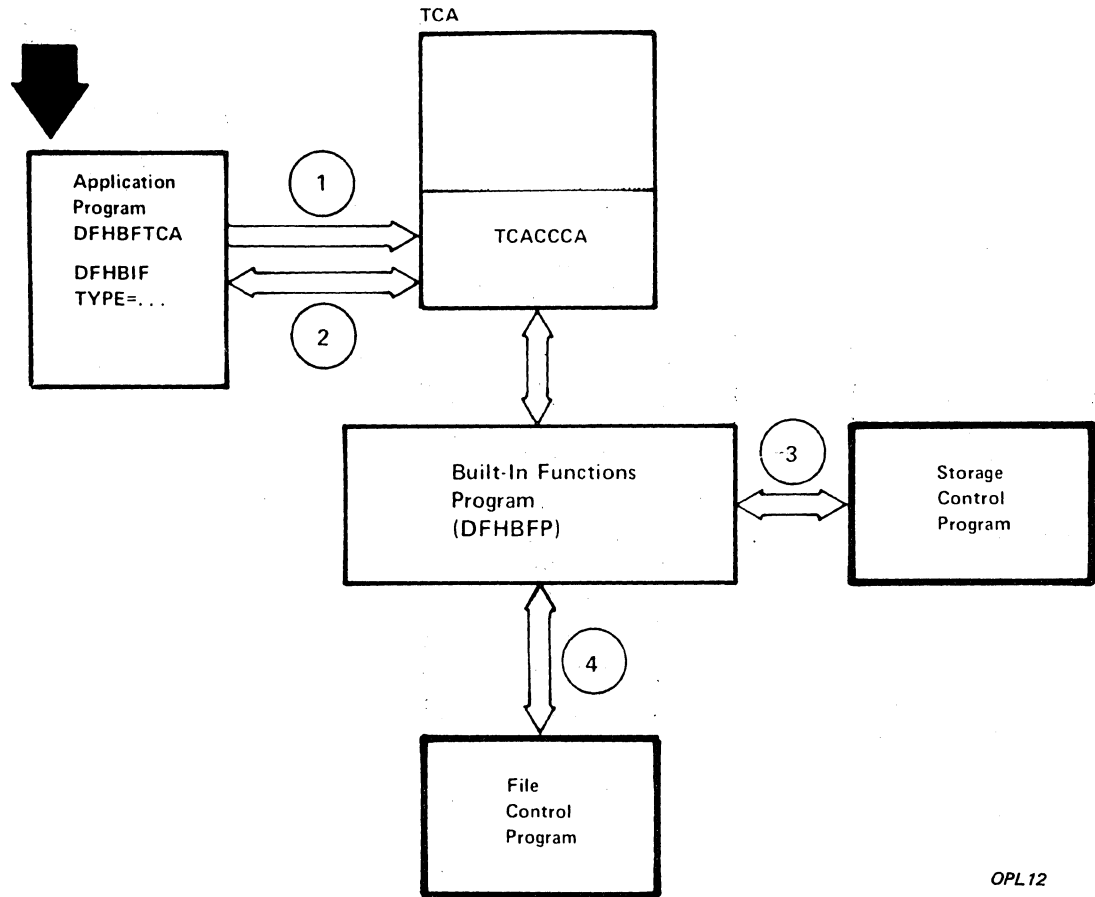 TCA
Application
Program
DFHBFTCA
DFHBIF
TYPE=...
1
2
TCACCCA
Built-In Functions
Program
(DFHBFP)
3
Storage
Control
Program
4
File
Control
Program
OPL12